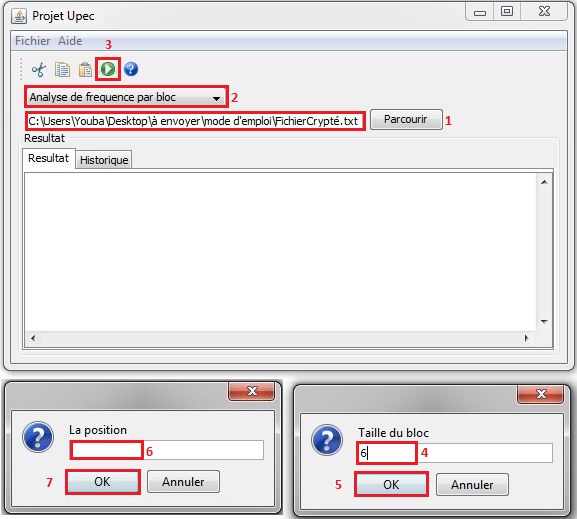 Projet Upec
Fichier Aide
3
Analyse de frequence par bloc 2
C:\Users\Youba\Desktop\à envoyer\mode d'emploi\FichierCrypté.txt Parcourir 1
Resultat
Resultat Historique
La position
6
7 OK Annuler
Taille du bloc
6 4
5 OK Annuler